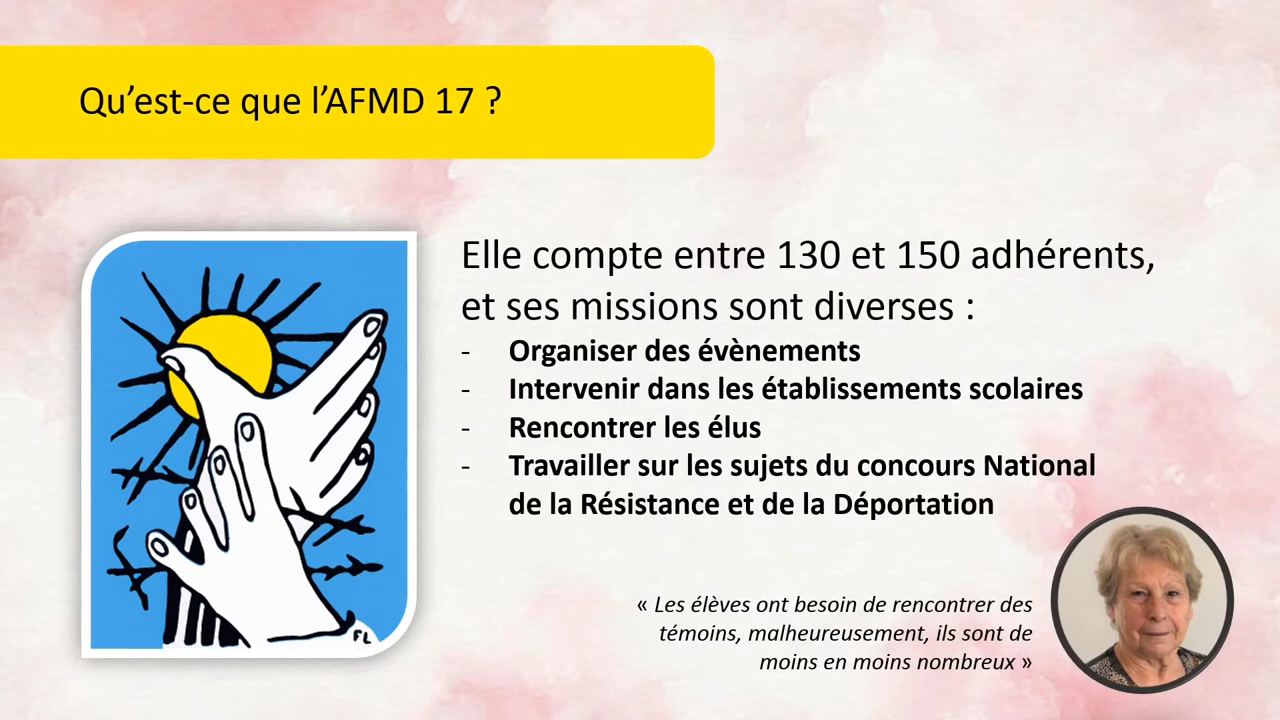 Qu’est-ce que l’AFMD 17 ?
Elle compte entre 130 et 150 adhérents,
et ses missions sont diverses :
- Organiser des évènements
- Intervenir dans les établissements scolaires
- Rencontrer les élus
- Travailler sur les sujets du concours National
de la Résistance et de la Déportation
FL
« Les élèves ont besoin de rencontrer des
témoins, malheureusement, ils sont de
moins en moins nombreux »